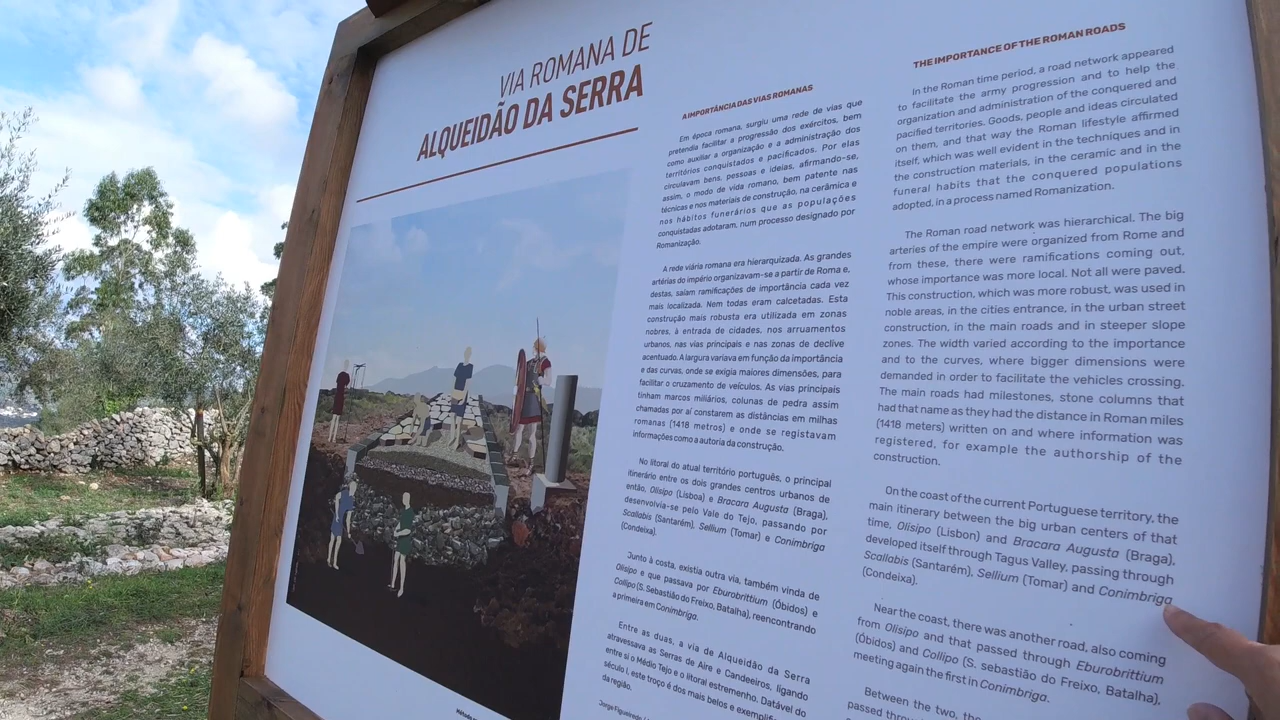 VIA ROMANA DE
ALQUEIDÃO DA SERRA
A IMPORTÂNCIA DAS VIAS ROMANAS
Em época romana, surgiu uma rede de vias que
pretendia facilitar a progressão dos exércitos, bem
como auxiliar a organização e a administração dos
territórios conquistados e pacificados. Por elas
circulavam bens, pessoas e ideias, afirmando-se,
assim, o modo de vida romano, bem patente nas
técnicas e nos materiais de construção, na cerâmica e
nos hábitos funerários que as populações
conquistadas adotaram, num processo designado por
Romanização.
A rede viária romana era hierarquizada. As grandes
artérias do império organizavam-se a partir de Roma e,
destas, saíam ramificações de importância cada vez
mais localizada. Nem todas eram calcetadas. Esta
construção mais robusta era utilizada em zonas
nobres, à entrada de cidades, nos arruamentos
urbanos, nas vias principais e nas zonas de declive
acentuado. A largura variava em função da importância
e das curvas, onde se exigia maiores dimensões, para
facilitar o cruzamento de veículos. As vias principais
tinham marcos miliários, colunas de pedra assim
chamadas por aí constarem as distâncias em milhas
romanas (1418 metros) e onde se registavam
informações como a autoria da construção.
No litoral do atual território português, o principal
itinerário entre os dois grandes centros urbanos de
então, Olisipo (Lisboa) e Bracara Augusta (Braga),
desenvolvia-se pelo Vale do Tejo, passando por
Scallabis (Santarém), Sellium (Tomar) e Conimbriga
(Condeixa).
Junto à costa, existia outra via, também vinda de
Olisipo e que passava por Eburobrittium (Óbidos) e
Collipo (S. Sebastião do Freixo, Batalha), reencontrando
a primeira em Conimbriga.
Entre as duas, a via de Alqueidão da Serra
atravessava as Serras de Aire e Candeeiros, ligando
entre si o Médio Tejo e o litoral estremenho. Datável do
século I, este troço é dos mais belos e
da região.
Jorge Figueiredo
THE IMPORTANCE OF THE ROMAN ROADS
In the Roman time period, a road network appeared
to facilitate the army progression and to help the
organization and administration of the conquered and
pacified territories. Goods, people and ideas circulated
on them, and that way the Roman lifestyle affirmed
itself, which was well evident in the techniques and in
the construction materials, in the ceramic and in the
funeral habits that the conquered populations
adopted, in a process named Romanization.
The Roman road network was hierarchical. The big
arteries of the empire were organized from Rome and
from these, there were ramifications coming out,
whose importance was more local. Not all were paved.
This construction, which was more robust, was used in
noble areas, in the cities entrance, in the urban street
construction, in the main roads and in steeper slope
zones. The width varied according to the importance
and to the curves, where bigger dimensions were
demanded in order to facilitate the vehicles crossing.
The main roads had milestones, stone columns that
had that name as they had the distance in Roman miles
(1418 meters) written on and where information was
registered, for example the authorship of the
construction.
On the coast of the current Portuguese territory, the
main itinerary between the big urban centers of that
time, Olisipo (Lisbon) and Bracara Augusta (Braga),
developed itself through Tagus Valley, passing through
Scallabis (Santarém), Sellium (Tomar) and Conimbriga
(Condeixa).
Near the coast, there was another road, also coming
from Olisipo and that passed through Eburobrittium
(Óbidos) and Collipo (S. sebastião do Freixo, Batalha),
meeting again the first in Conimbriga.
Between the two, the